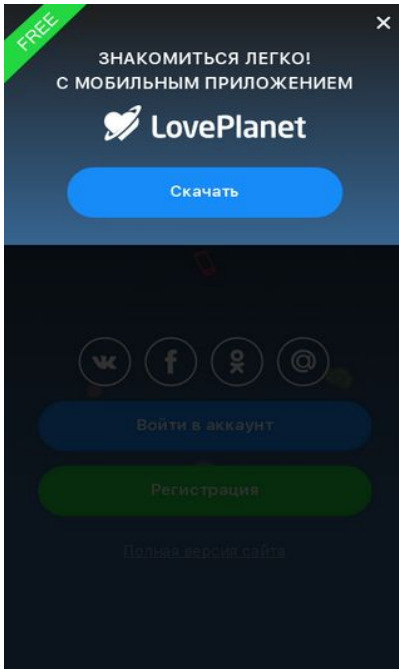 FREE
ЗНАКОМИТЬСЯ ЛЕГКО!
С МОБИЛЬНЫМ ПРИЛОЖЕНИЕМ
LovePlanet
Скачать
Войти в аккаунт
Регистрация
Полная версия сайта